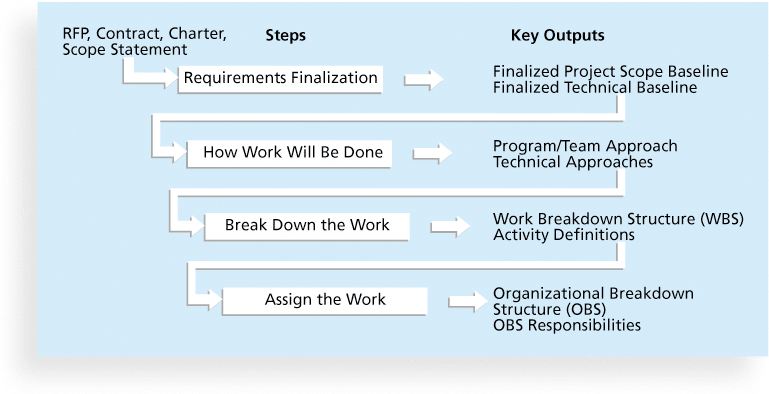 RFP, Contract, Charter,
Scope Statement
Steps
Key Outputs
Requirements Finalization
Finalized Project Scope Baseline
Finalized Technical Baseline
How Work Will Be Done
Program/Team Approach
Technical Approaches
Break Down the Work
Work Breakdown Structure (WBS)
Activity Definitions
Assign the Work
Organizational Breakdown
Structure (OBS)
OBS Responsibilities